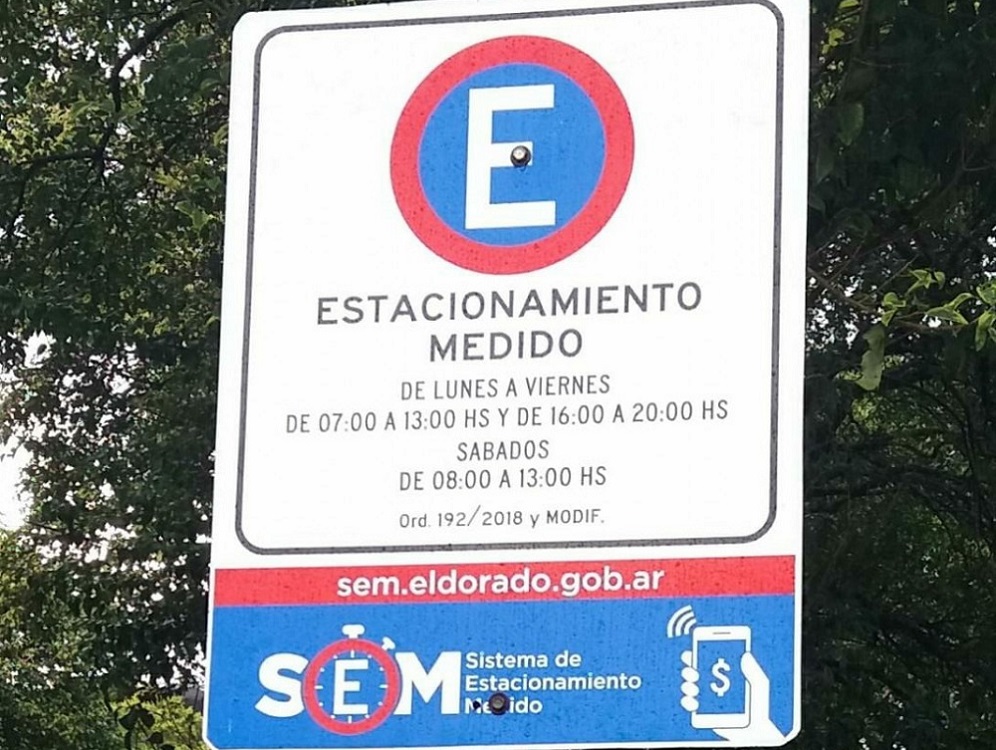 E
ESTACIONAMIENTO
MEDIDO
DE LUNES A VIERNES
DE 07:00 A 13:00 HS Y DE 16:00 A 20:00 HS
SABADOS
DE 08:00 A 13:00 HS
Ord. 192/2018 y MODIF.
sem.eldorado.gob.ar
SEM
Sistema de
Estacionamiento
Medido
$